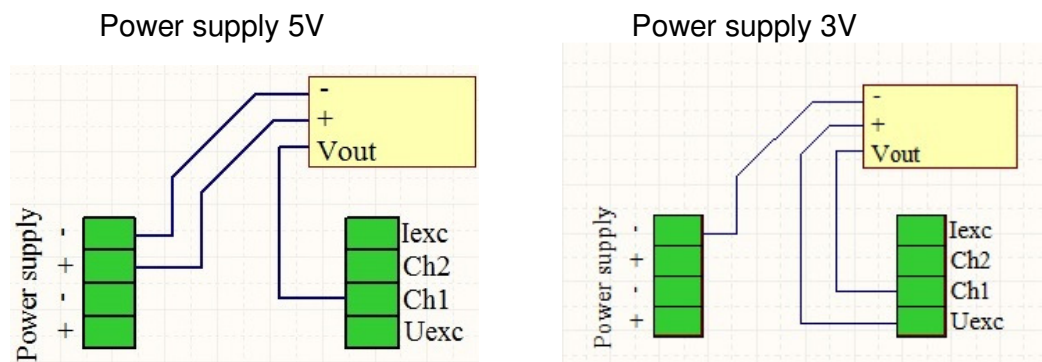 Power supply 5V
-
+
Vout
Power supply
-
+
-
+
Iexc
Ch2
Ch1
Uexc
Power supply 3V
-
+
Vout
Power supply
-
+
-
+
Iexc
Ch2
Ch1
Uexc